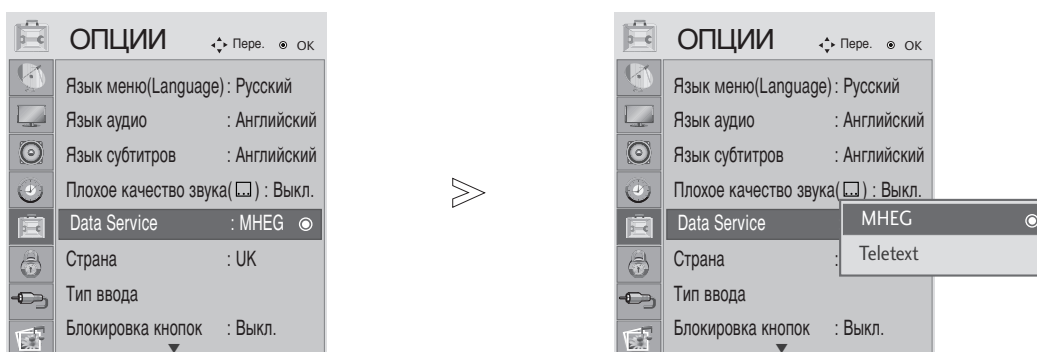 ОПЦИИ Пере. ОК
Язык меню(Language) : Русский
Язык аудио : Английский
Язык субтитров : Английский
Плохое качество звука( ) : Выкл.
Data Service : MHEG
Страна : UK
Тип ввода
Блокировка кнопок : Выкл.
ОПЦИИ Пере. ОК
Язык меню(Language) : Русский
Язык аудио : Английский
Язык субтитров : Английский
Плохое качество звука( ) : Выкл.
Data Service
MHEG
Страна :
Teletext
Тип ввода
Блокировка кнопок : Выкл.